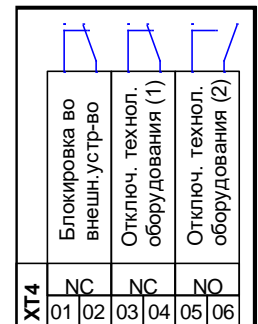 Блокировка во
внешн.устр-во
Отключ. технол.
оборудования (1)
Отключ. технол.
оборудования (2)
XT4
NC
NC
NO
01 02 03 04 05 06